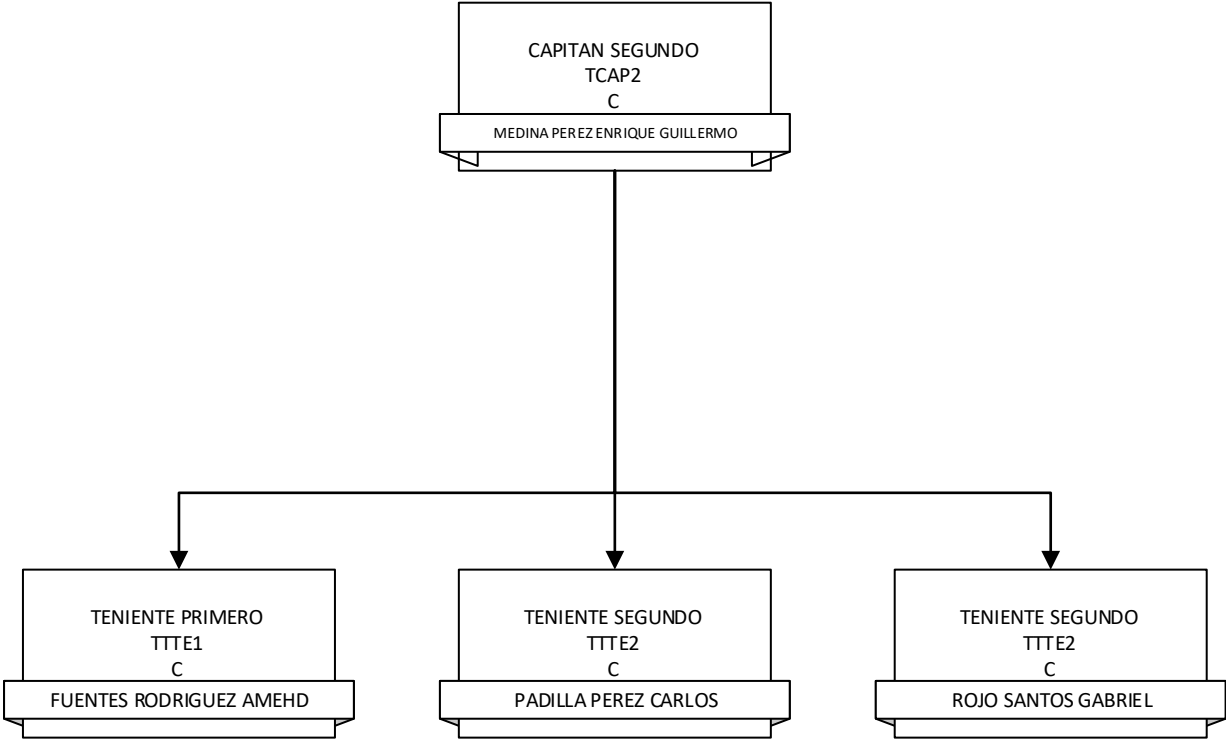 CAPITAN SEGUNDO
TCAP2
C
MEDINA PEREZ ENRIQUE GUILLERMO
TENIENTE PRIMERO
TTTE1
C
FUENTES RODRIGUEZ AMEHD
TENIENTE SEGUNDO
TTTE2
C
PADILLA PEREZ CARLOS
TENIENTE SEGUNDO
TTTE2
C
ROJO SANTOS GABRIEL